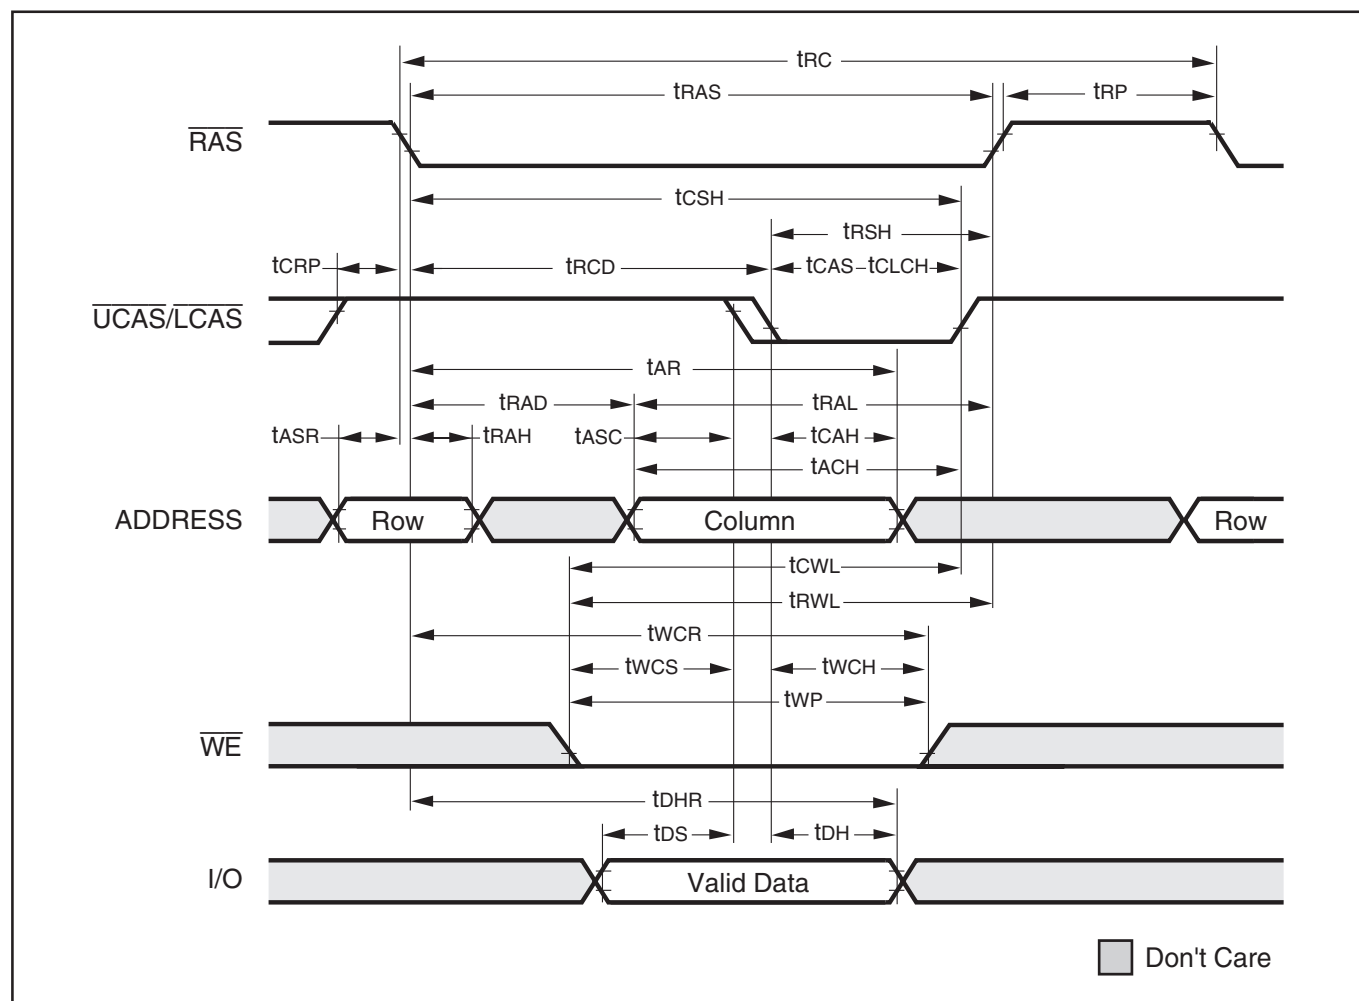 tRC
tRAS
tRP
RAS
tCSH
tRSH
tCRP
tRCD
tCAS tCLCH
UCAS/LCAS
tAR
tRAD
tRAL
tASR
tRAH
tASC
tCAH
tACH
ADDRESS
Row
Column
Row
tCWL
tRWL
tWCR
tWCS
tWCH
tWP
WE
tDHR
tDS
tDH
I/O
Valid Data
Don't Care